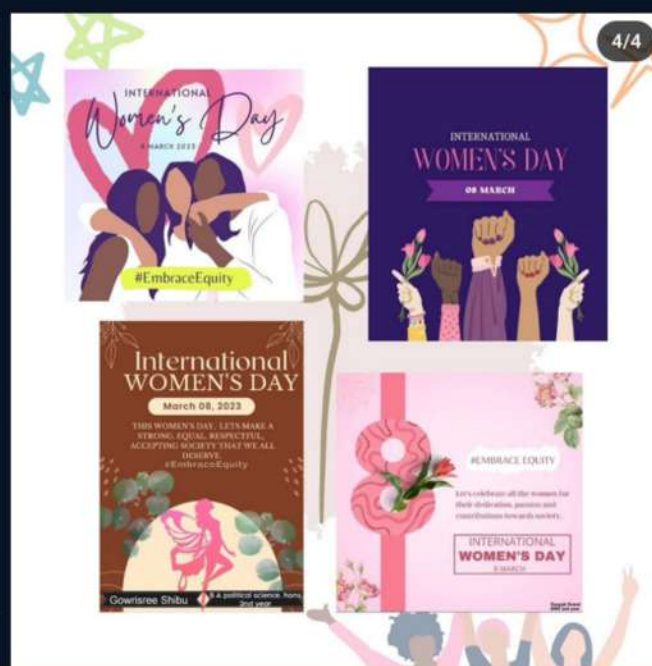 4/4
INTERNATIONAL
Women's Day
8 MARCH 2023
#EmbraceEquity
INTERNATIONAL
WOMEN'S DAY
08 MARCH
International
WOMEN'S DAY
March 08, 2023
THIS WOMEN'S DAY, LETS MAKE A
STRONG, EQUAL, RESPECTFUL,
ACCEPTING SOCIETY THAT WE ALL
DESERVE.
#EmbraceEquity
Gowrisree Shibu
A political science. hons,
2nd year
8
#EMBRACE EQUITY
Let's celebrate all the women for
their dedication, passion and
contributions towards society.
INTERNATIONAL
WOMEN'S DAY
8 MARCH